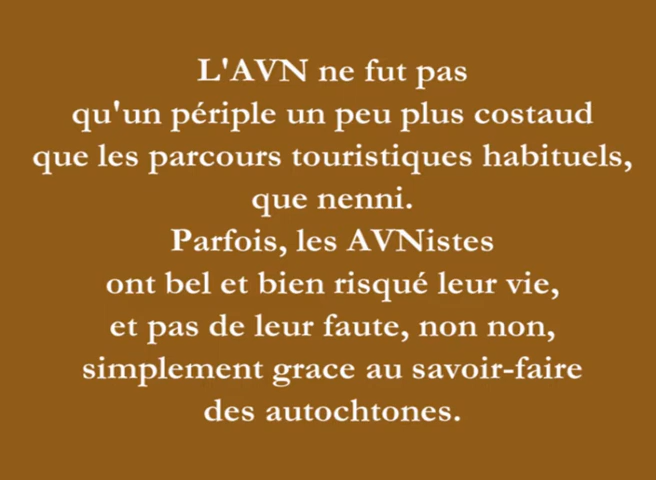 L'AVN ne fut pas
qu'un périple un peu plus costaud
que les parcours touristiques habituels,
que nenni.
Parfois, les AVNistes
ont bel et bien risqué leur vie,
et pas de leur faute, non non,
simplement grace au savoir-faire
des autochtones.